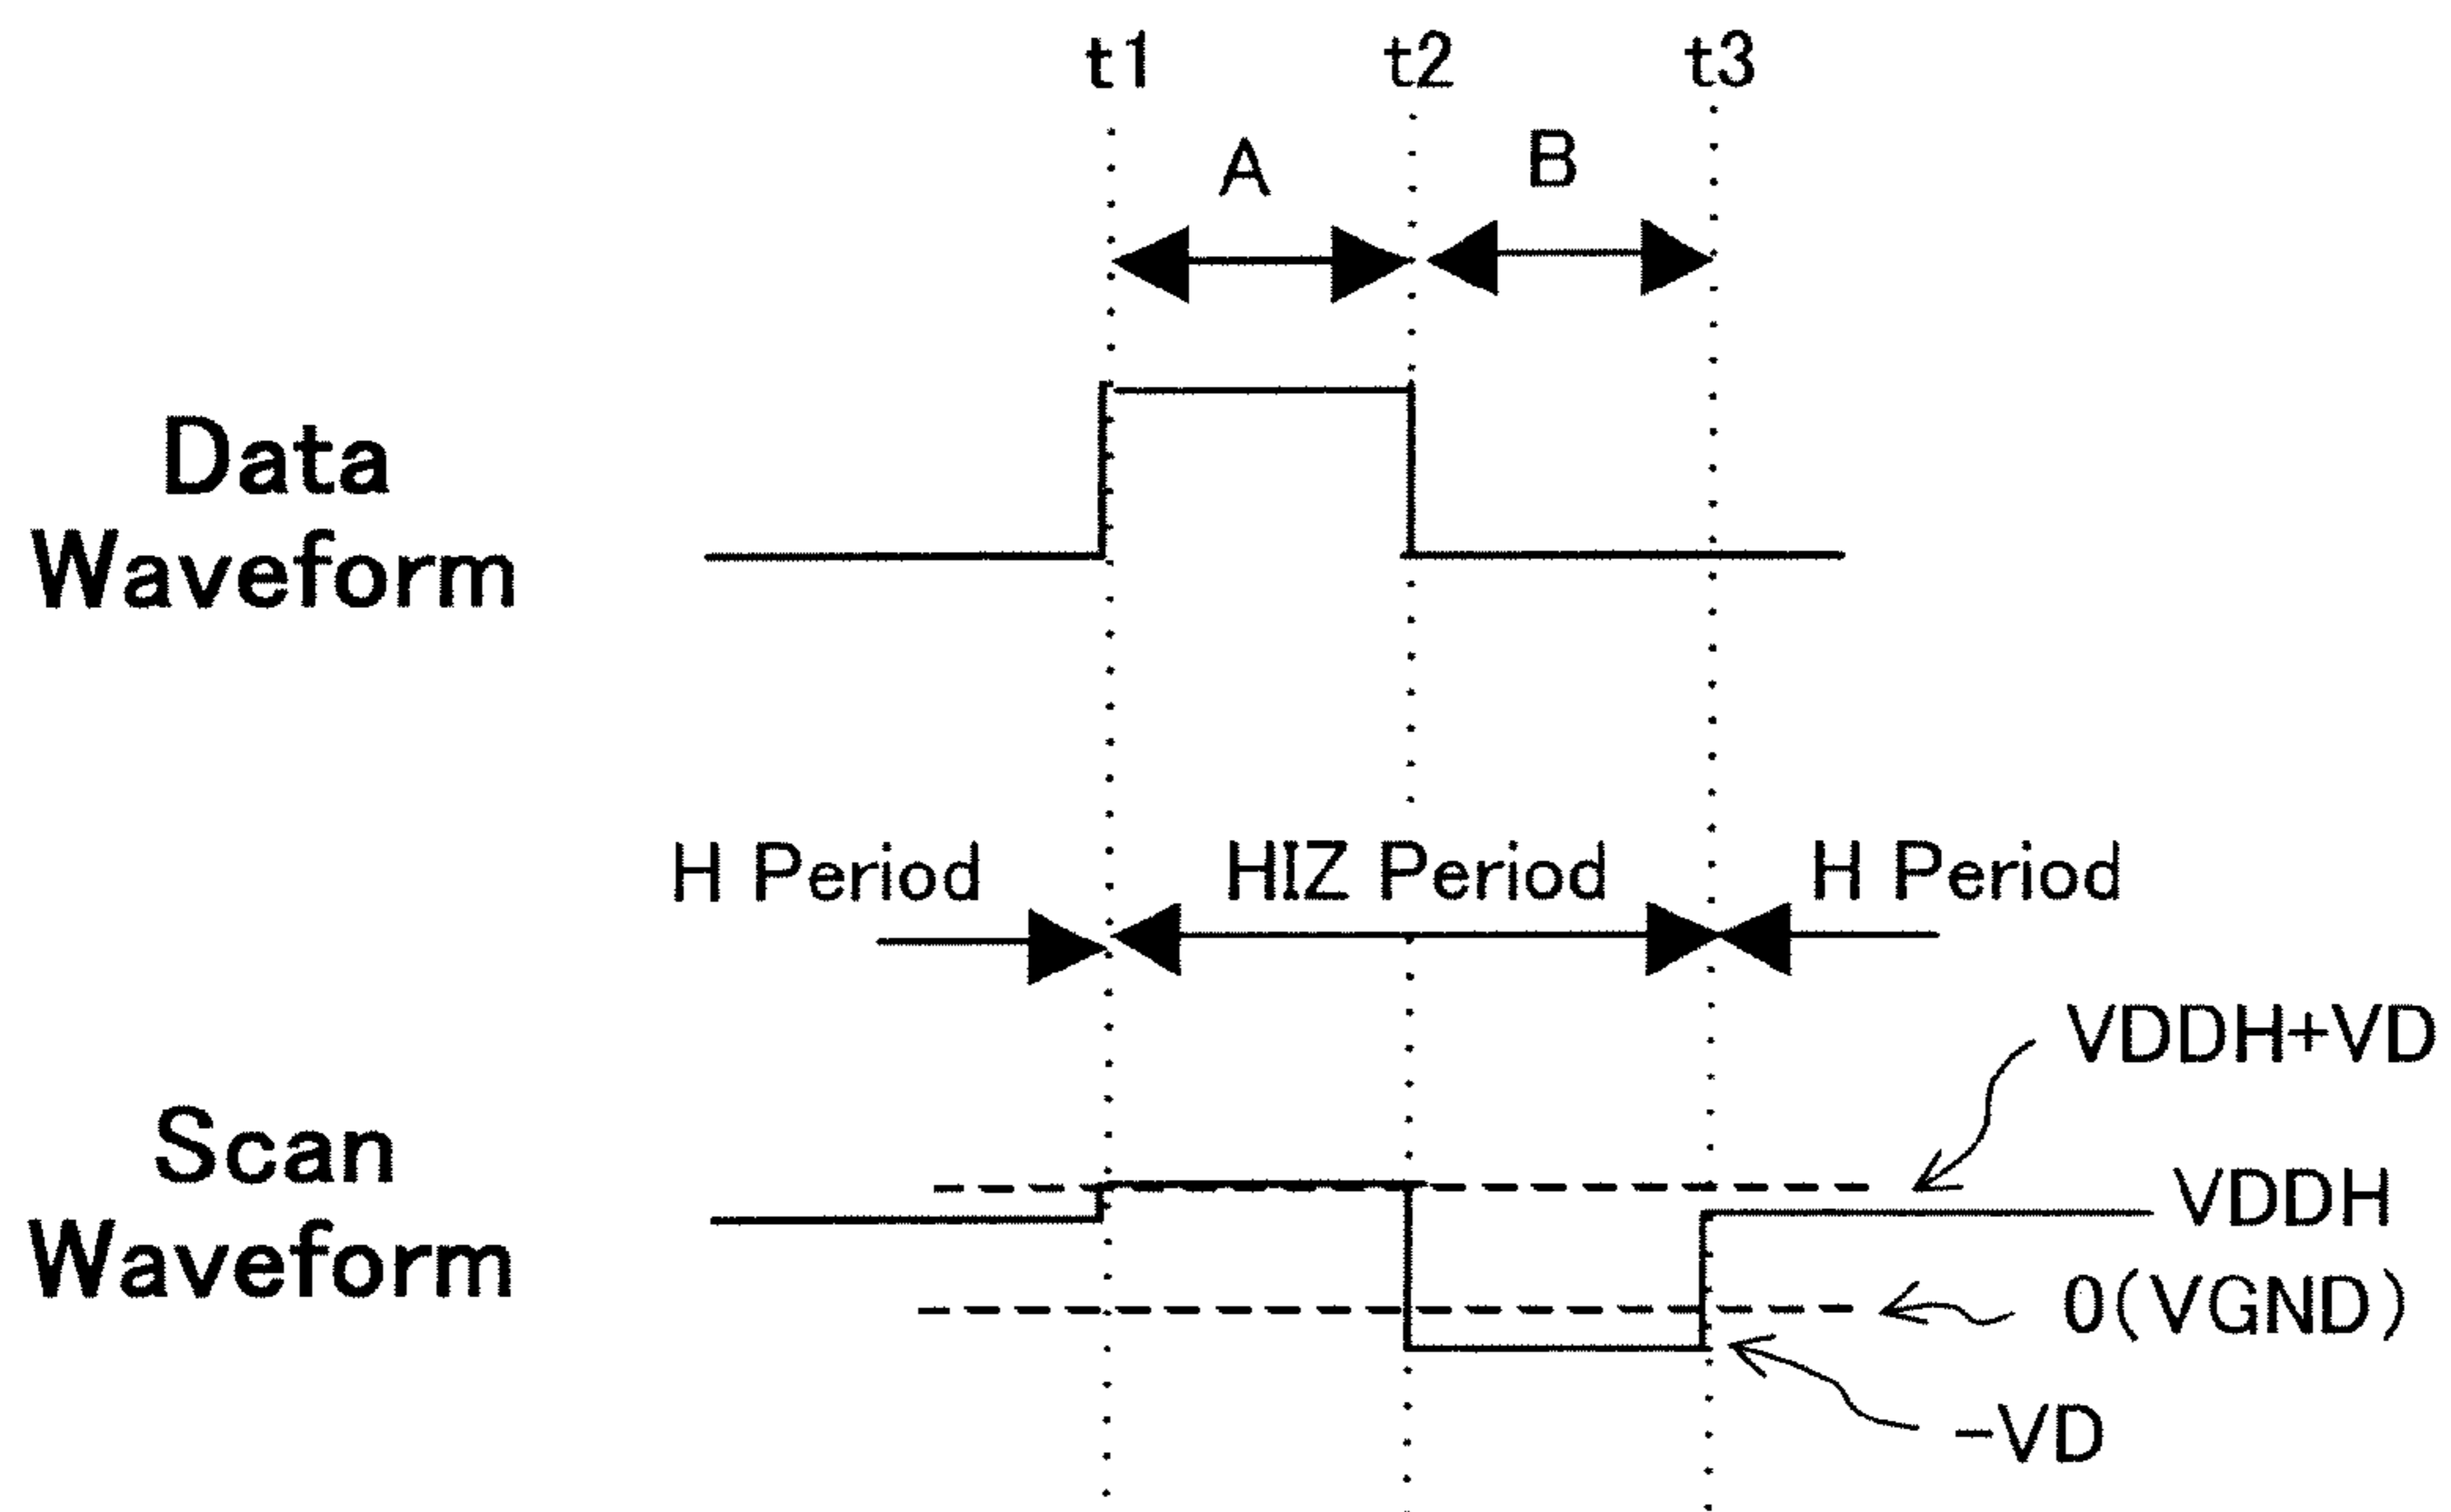 t1 t2 t3
A B
Data
Waveform
H Period HIZ Period H Period
VDDH+VD
Scan
Waveform
VDDH
0(VGND)
-VD